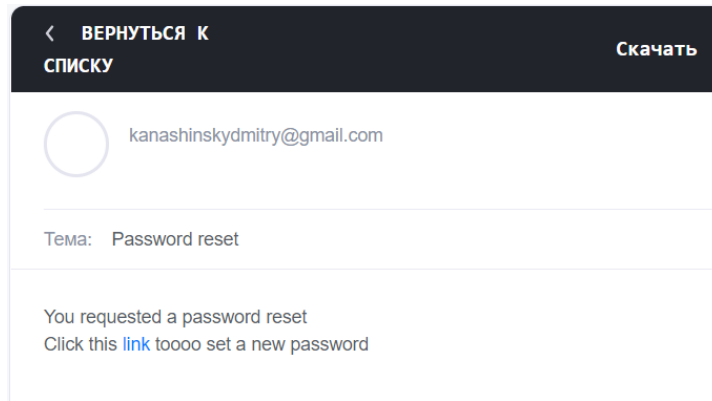 ВЕРНУТЬСЯ К
СПИСКУ
Скачать
kanashinskydmitry@gmail.com
Тема: Password reset
You requested a password reset
Click this link toooo set a new password